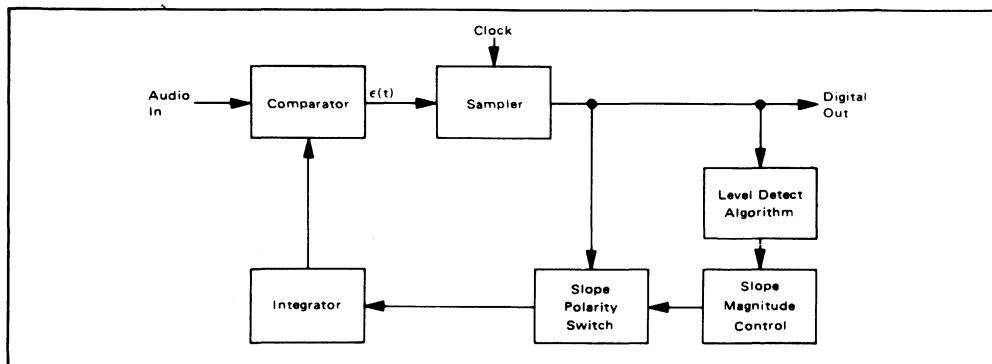 Clock
Audio
In
Comparator
ϵ(t)
Sampler
Digital
Out
Level Detect
Algorithm
Integrator
Slope
Polarity
Switch
Slope
Magnitude
Control